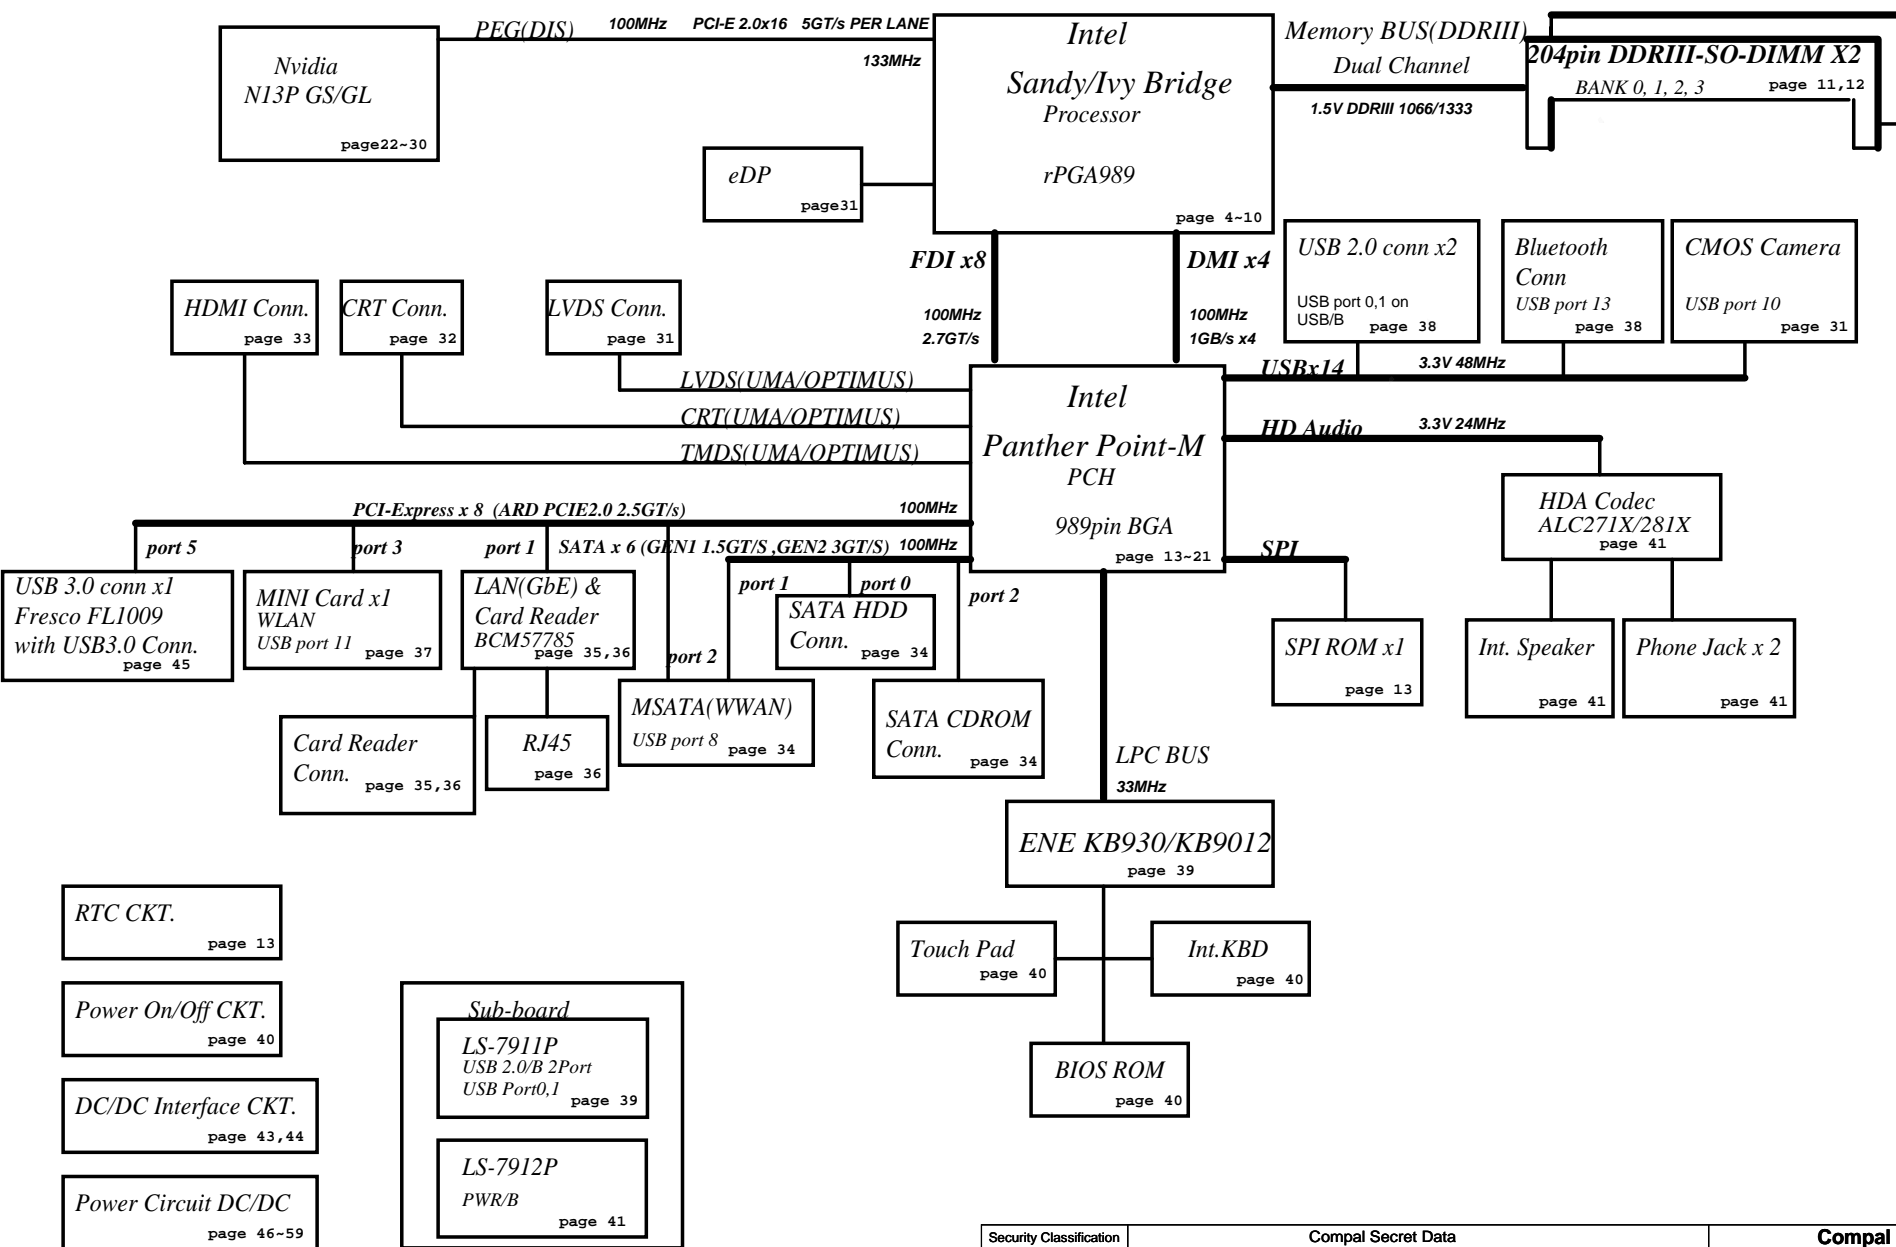 PEG(DIS)
100MHz PCI-E 2.0x16 5GT/s PER LANE
133MHz
Nvidia
N13P GS/GL
page22~30
Intel
Sandy/Ivy Bridge
Processor
rPGA989
page 4~10
Memory BUS(DDRIII)
Dual Channel
1.5V DDRIII 1066/1333
204pin DDRIII-SO-DIMM X2
BANK 0, 1, 2, 3
page 11,12
eDP
page31
FDI x8
100MHz
2.7GT/s
DMI x4
100MHz
1GB/s x4
USB 2.0 conn x2
USB port 0,1 on
USB/B
page 38
Bluetooth
Conn
USB port 13
page 38
CMOS Camera
USB port 10
page 31
HDMI Conn.
page 33
CRT Conn.
page 32
LVDS Conn.
page 31
LVDS(UMA/OPTIMUS)
CRT(UMA/OPTIMUS)
TMDS(UMA/OPTIMUS)
Intel
Panther Point-M
PCH
989pin BGA
page 13~21
USBx14
3.3V 48MHz
HD Audio
3.3V 24MHz
HDA Codec
ALC271X/281X
page 41
SPI
PCI-Express x 8 (ARD PCIE2.0 2.5GT/s)
100MHz
port 5
port 3
port 1
SATA x 6 (GEN1 1.5GT/S ,GEN2 3GT/S)
100MHz
USB 3.0 conn x1
Fresco FL1009
with USB3.0 Conn.
page 45
MINI Card x1
WLAN
USB port 11
page 37
LAN(GbE) &
Card Reader
BCM57785
page 35,36
port 2
port 1
port 0
port 2
SATA HDD
Conn.
page 34
SPI ROM x1
page 13
Int. Speaker
page 41
Phone Jack x 2
page 41
Card Reader
Conn.
page 35,36
RJ45
page 36
MSATA(WWAN)
USB port 8
page 34
SATA CDROM
Conn.
page 34
LPC BUS
33MHz
ENE KB930/KB9012
page 39
Touch Pad
page 40
Int.KBD
page 40
BIOS ROM
page 40
RTC CKT.
page 13
Power On/Off CKT.
page 40
DC/DC Interface CKT.
page 43,44
Power Circuit DC/DC
page 46~59
Sub-board
LS-7911P
USB 2.0/B 2Port
USB Port0,1
page 39
LS-7912P
PWR/B
page 41
Security Classification
Compal Secret Data
Compal